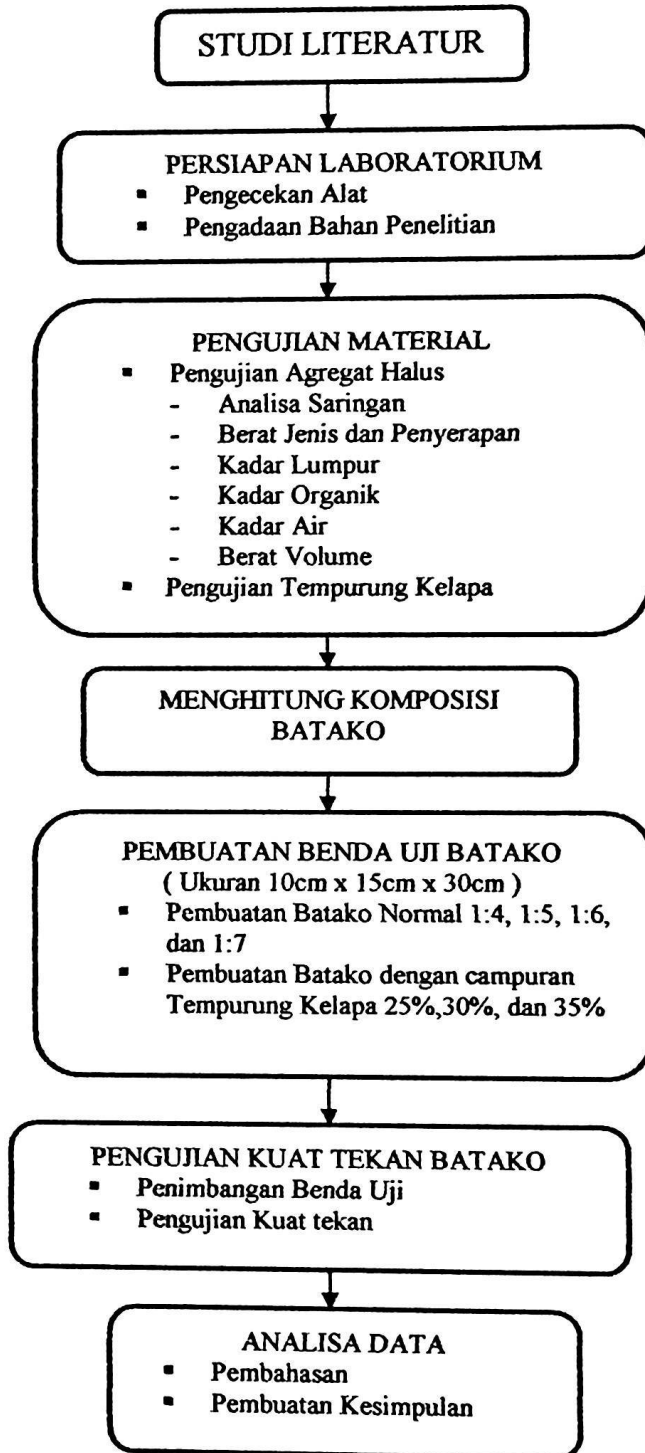 STUDI LITERATUR
PERSIAPAN LABORATORIUM
▪ Pengecekan Alat
▪ Pengadaan Bahan Penelitian
PENGUJIAN MATERIAL
▪ Pengujian Agregat Halus
- Analisa Saringan
- Berat Jenis dan Penyerapan
- Kadar Lumpur
- Kadar Organik
- Kadar Air
- Berat Volume
▪ Pengujian Tempurung Kelapa
MENGHITUNG KOMPOSISI
BATAKO
PEMBUATAN BENDA UJI BATAKO
( Ukuran 10cm x 15cm x 30cm )
▪ Pembuatan Batako Normal 1:4, 1:5, 1:6,
dan 1:7
▪ Pembuatan Batako dengan campuran
Tempurung Kelapa 25%,30%, dan 35%
PENGUJIAN KUAT TEKAN BATAKO
▪ Penimbangan Benda Uji
▪ Pengujian Kuat tekan
ANALISA DATA
▪ Pembahasan
▪ Pembuatan Kesimpulan